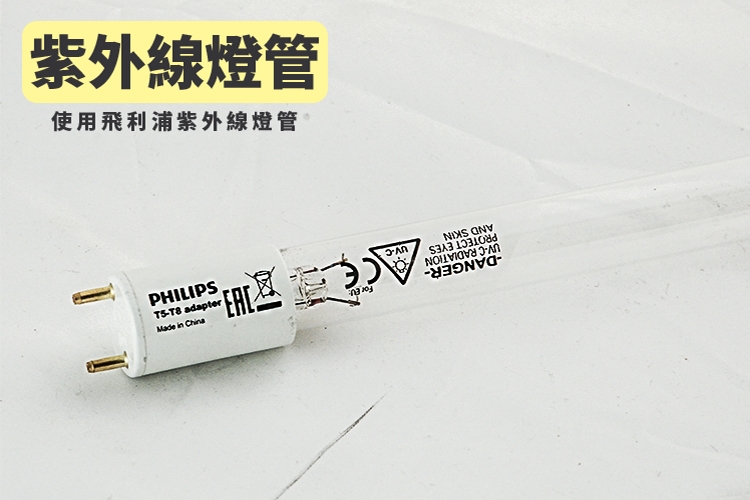 紫外線燈管
使用飛利浦紫外線燈管
PHILIPS
T5-T8 adapter
Made in China
EAC
CE
For EU:
UV-C
-DANGER-
UV-C RADIATION
PROTECT EYES
AND SKIN